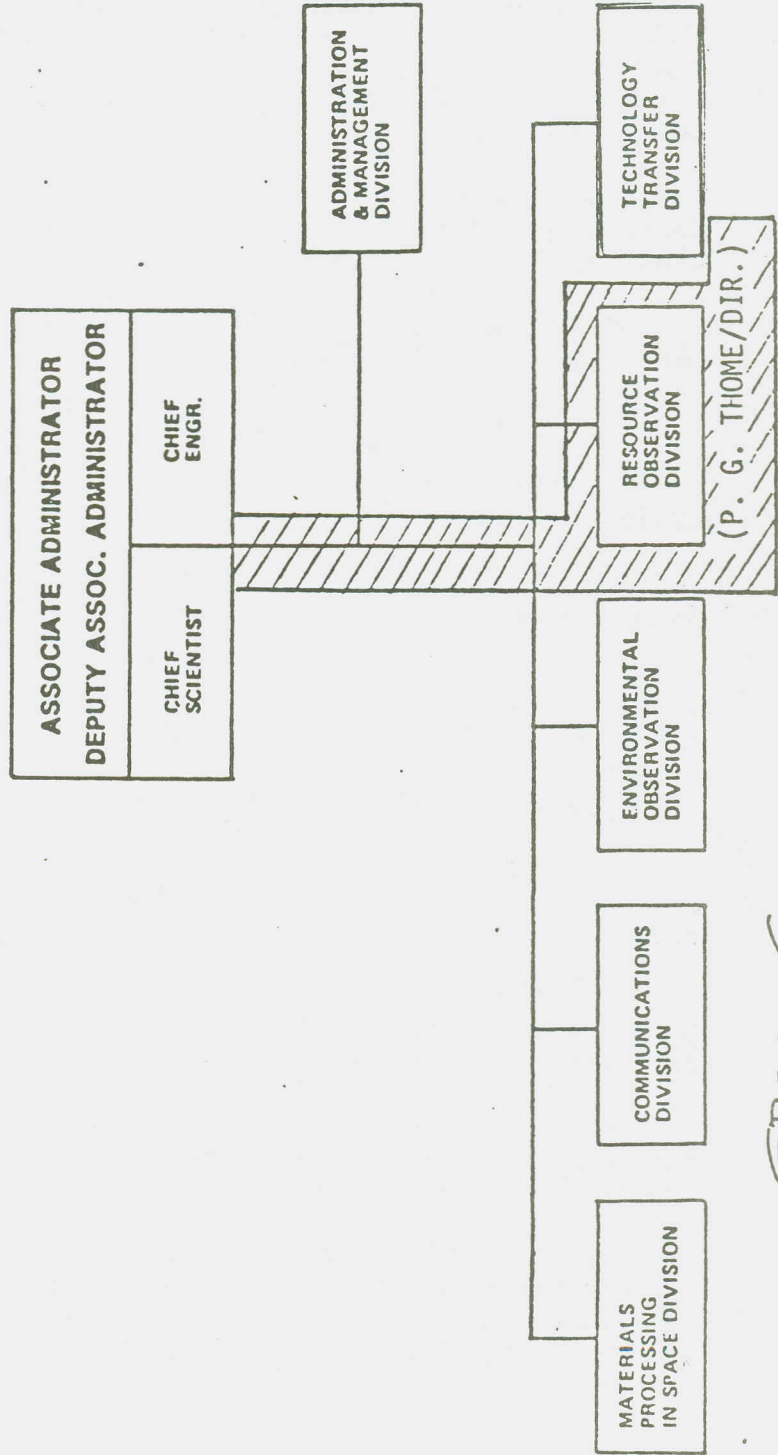 ASSOCIATE ADMINISTRATOR
DEPUTY ASSOC. ADMINISTRATOR
CHIEF
SCIENTIST
CHIEF
ENGR.
ADMINISTRATION
& MANAGEMENT
DIVISION
MATERIALS
PROCESSING
IN SPACE DIVISION
COMMUNICATIONS
DIVISION
ENVIRONMENTAL
OBSERVATION
DIVISION
RESOURCE
OBSERVATION
DIVISION
(P. G. THOME/DIR.)
TECHNOLOGY
TRANSFER
DIVISION